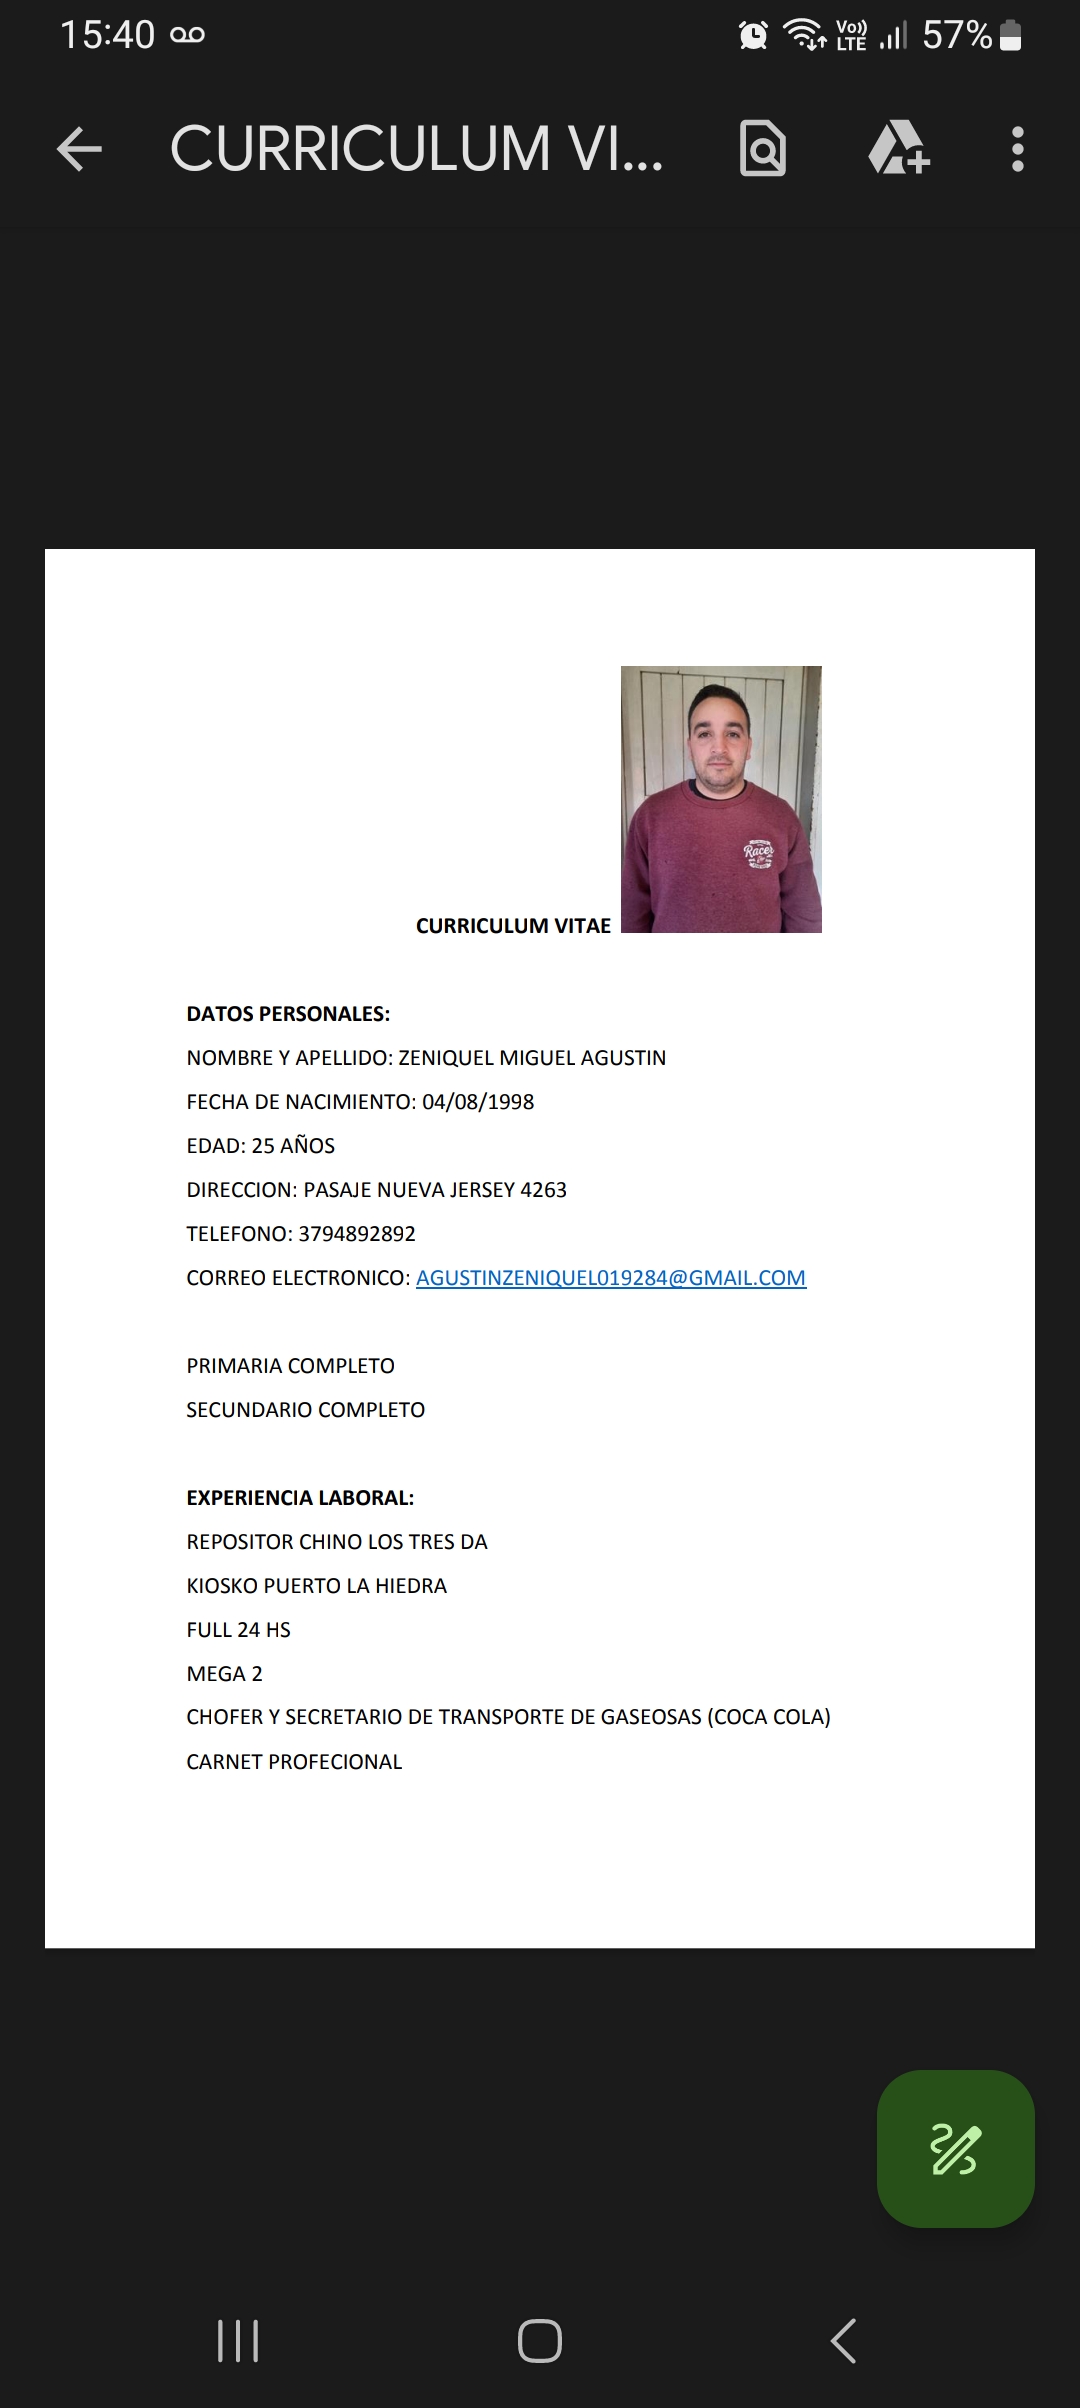 15:40
Vo)) LTE 57%
CURRICULUM VI...
Racer
CURRICULUM VITAE
DATOS PERSONALES:
NOMBRE Y APELLIDO: ZENIQUEL MIGUEL AGUSTIN
FECHA DE NACIMIENTO: 04/08/1998
EDAD: 25 AÑOS
DIRECCION: PASAJE NUEVA JERSEY 4263
TELEFONO: 3794892892
CORREO ELECTRONICO: AGUSTINZENIQUEL019284@GMAIL.COM
PRIMARIA COMPLETO
SECUNDARIO COMPLETO
EXPERIENCIA LABORAL:
REPOSITOR CHINO LOS TRES DA
KIOSKO PUERTO LA HIEDRA
FULL 24 HS
MEGA 2
CHOFER Y SECRETARIO DE TRANSPORTE DE GASEOSAS (COCA COLA)
CARNET PROFECIONAL